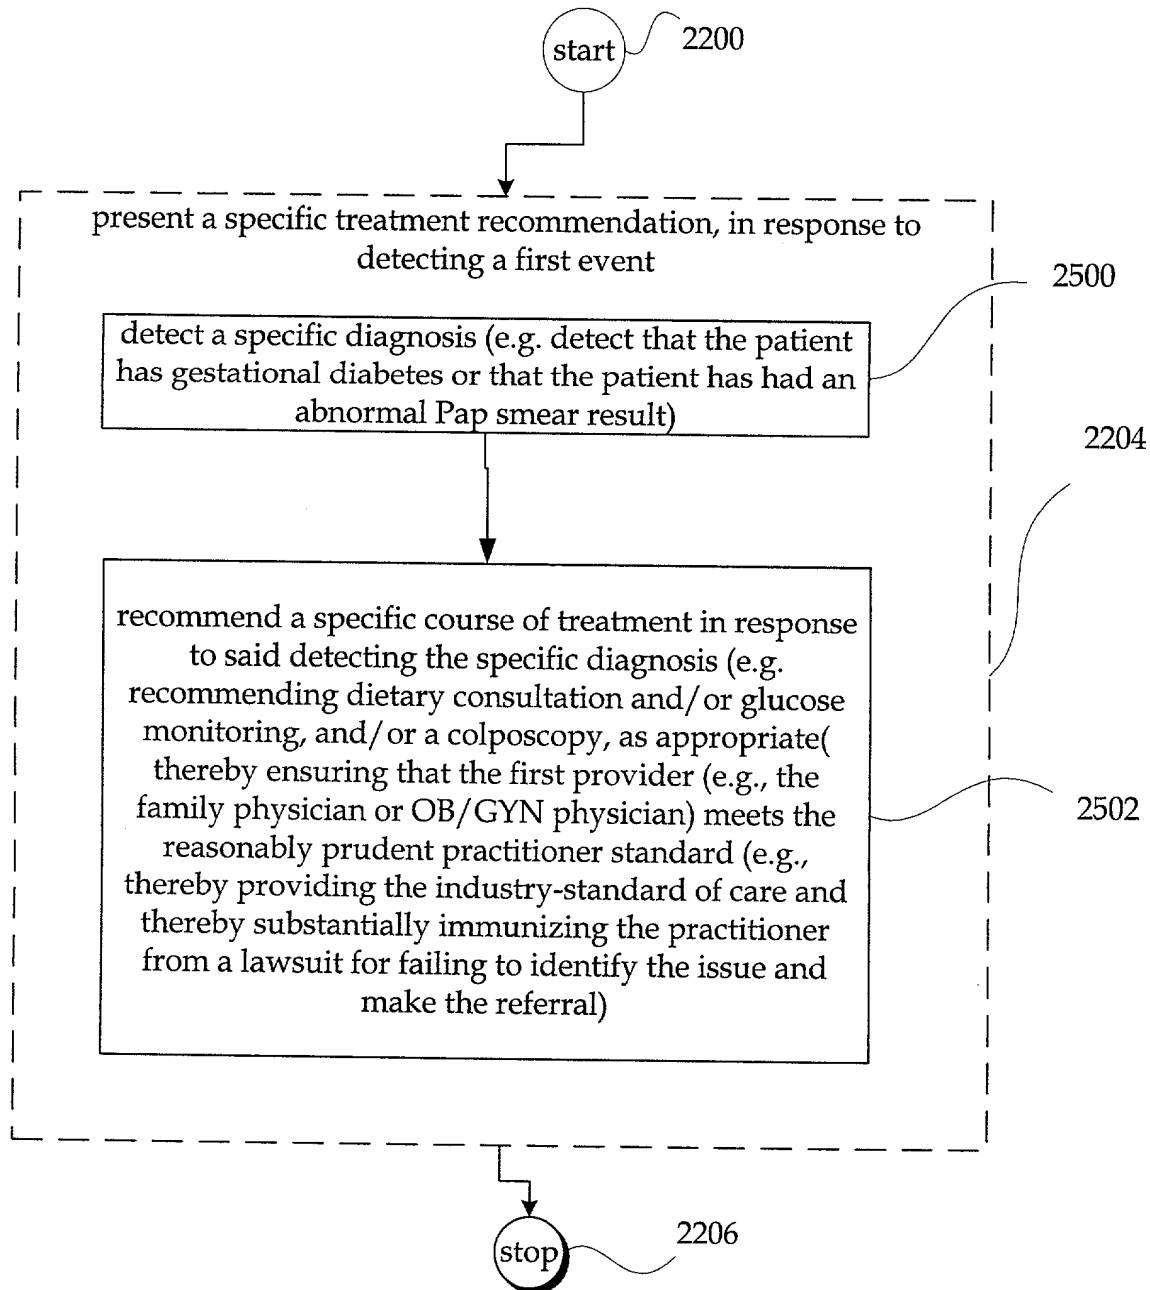 start
2200
present a specific treatment recommendation, in response to
detecting a first event
2500
detect a specific diagnosis (e.g. detect that the patient
has gestational diabetes or that the patient has had an
abnormal Pap smear result)
2204
recommend a specific course of treatment in response
to said detecting the specific diagnosis (e.g.
recommending dietary consultation and/or glucose
monitoring, and/or a colposcopy, as appropriate(
thereby ensuring that the first provider (e.g., the
family physician or OB/GYN physician) meets the
reasonably prudent practitioner standard (e.g.,
thereby providing the industry-standard of care and
thereby substantially immunizing the practitioner
from a lawsuit for failing to identify the issue and
make the referral)
2502
stop
2206